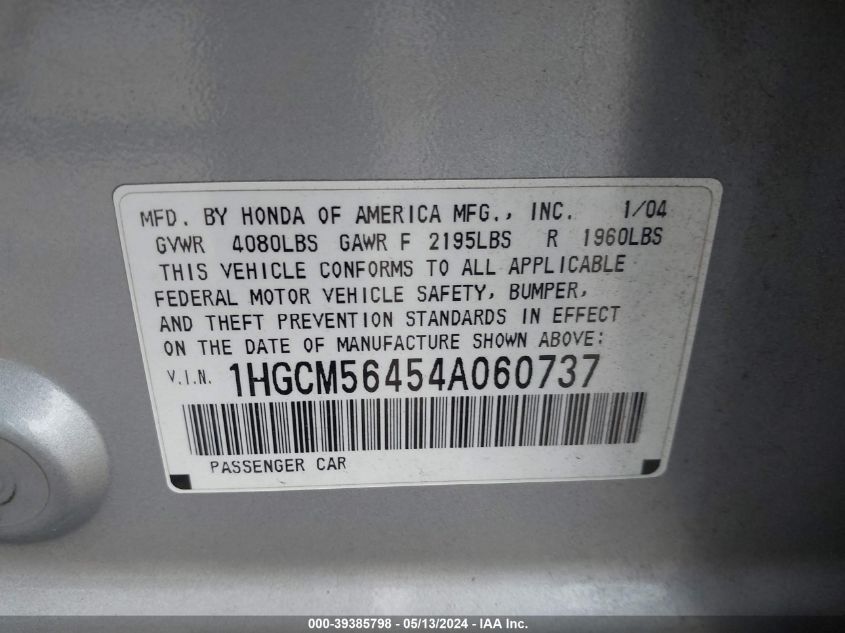 MFD. BY HONDA OF AMERICA MFG., INC. 1/04
GVWR 4080LBS GAWR F 2195LBS R 1960LBS
THIS VEHICLE CONFORMS TO ALL APPLICABLE
FEDERAL MOTOR VEHICLE SAFETY, BUMPER,
AND THEFT PREVENTION STANDARDS IN EFFECT
ON THE DATE OF MANUFACTURE SHOWN ABOVE:
V.I.N. 1HGCM56454A060737
PASSENGER CAR
000-39385798 - 05/13/2024 - IAA Inc.